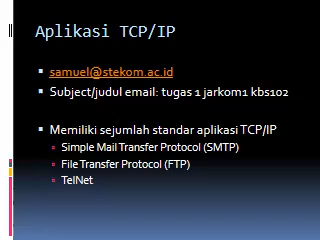 Aplikasi TCP/IP
samuel@stekom.ac.id
Subject/judul email: tugas 1 jarkom1 kbs102
Memiliki sejumlah standar aplikasi TCP/IP
Simple Mail Transfer Protocol (SMTP)
File Transfer Protocol (FTP)
TelNet